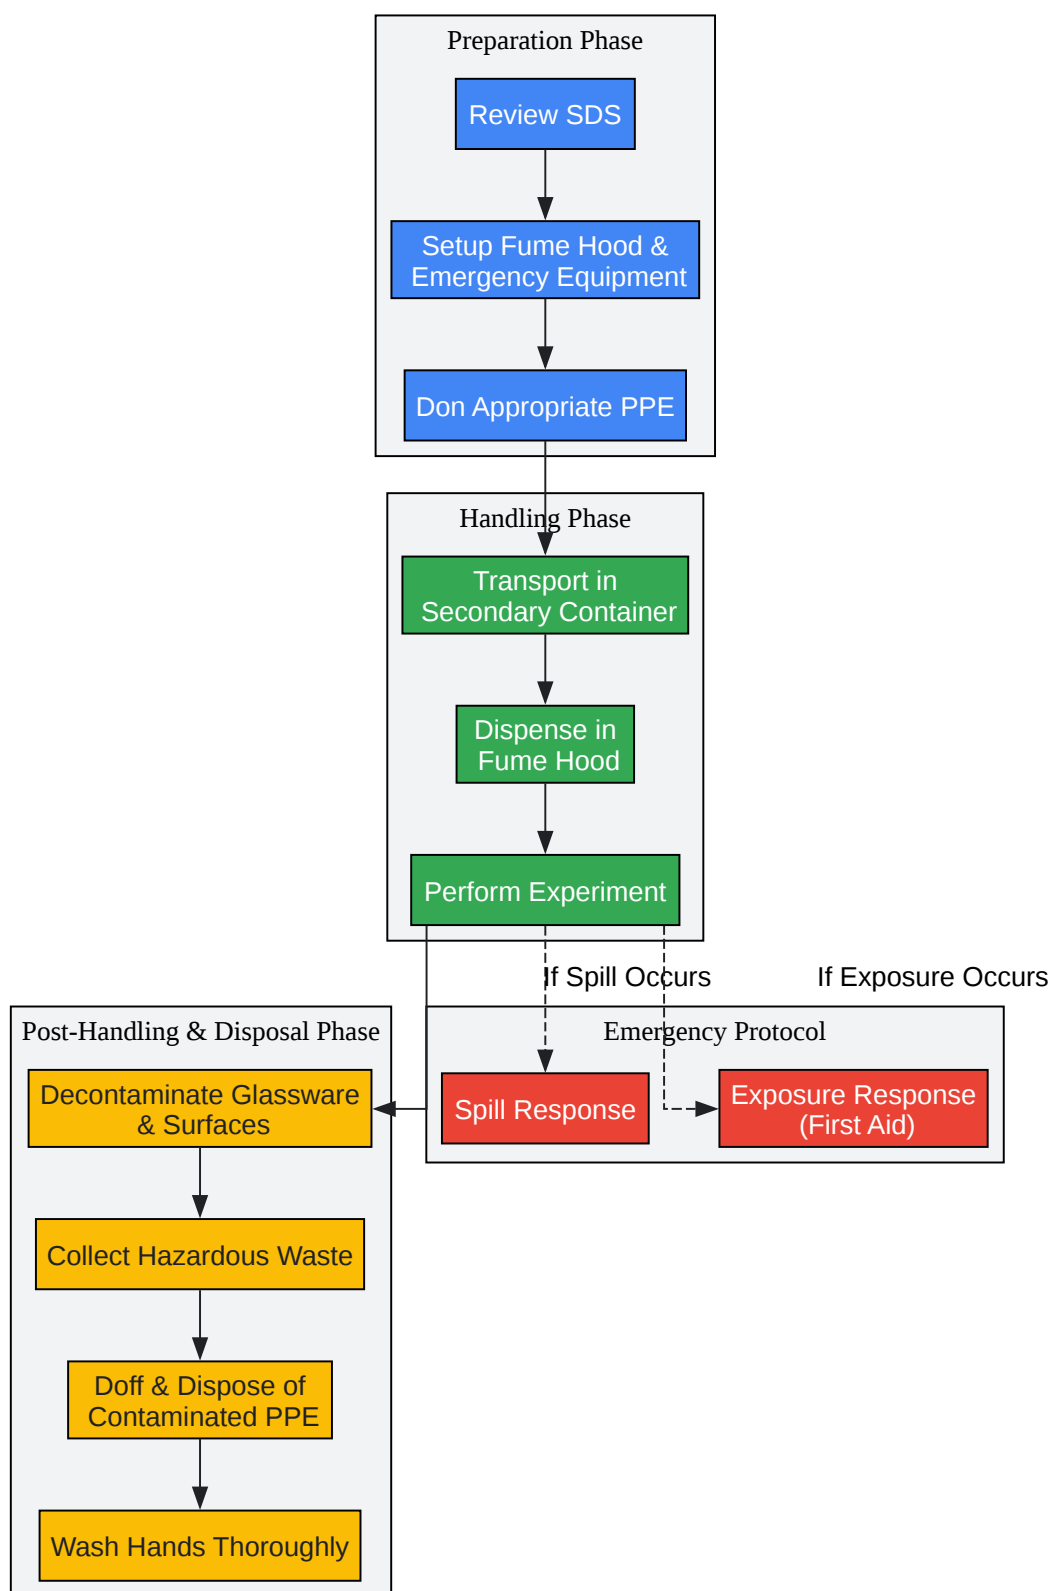 Preparation Phase
Review SDS
Setup Fume Hood &
Emergency Equipment
Don Appropriate PPE
Handling Phase
Transport in
Secondary Container
Dispense in
Fume Hood
Perform Experiment
If Spill Occurs
If Exposure Occurs
Post-Handling & Disposal Phase
Decontaminate Glassware
& Surfaces
Collect Hazardous Waste
Doff & Dispose of
Contaminated PPE
Wash Hands Thoroughly
Emergency Protocol
Spill Response
Exposure Response
(First Aid)